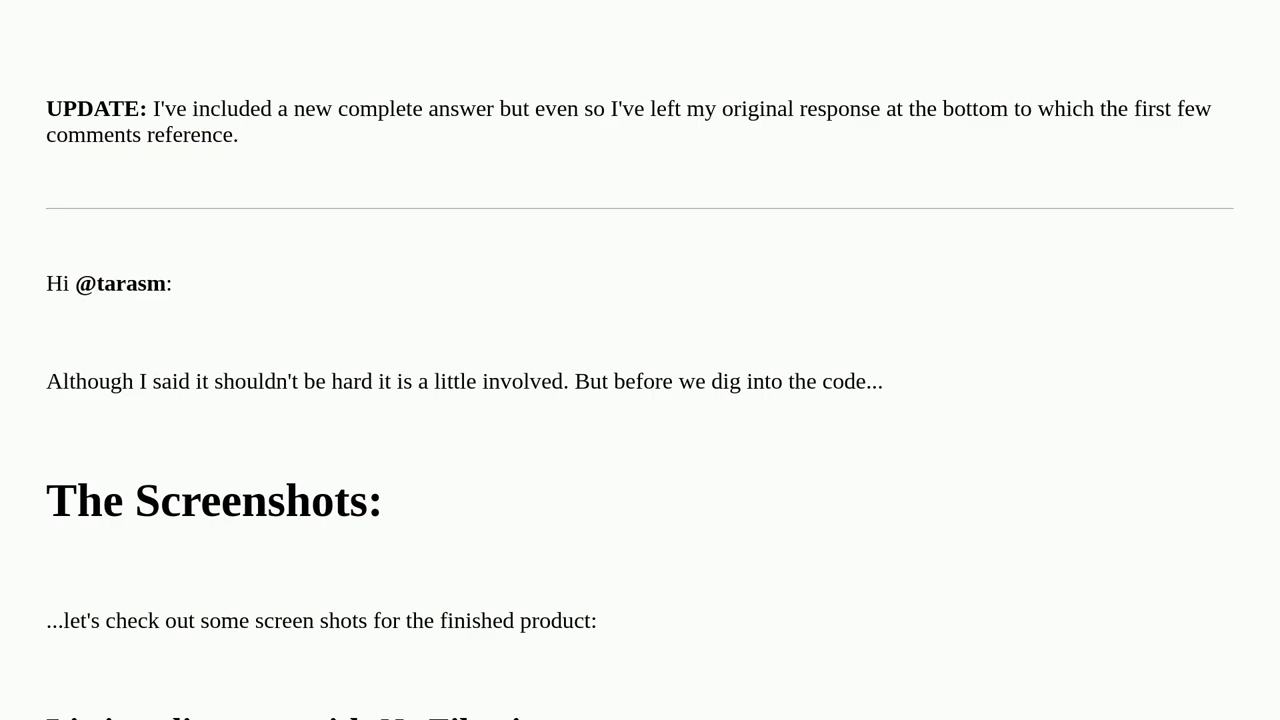 UPDATE: I've included a new complete answer but even so I've left my original response at the bottom to which the first few
comments reference.
Hi @tarasm:
Although I said it shouldn't be hard it is a little involved. But before we dig into the code...
The Screenshots:
...let's check out some screen shots for the finished product: